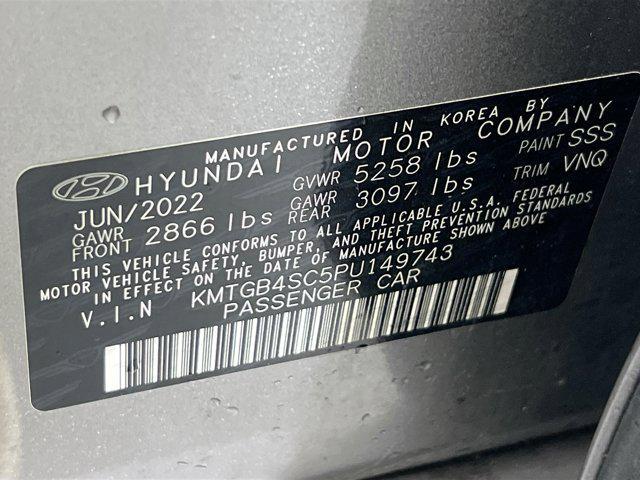 MANUFACTURED IN KOREA BY
HYUNDAI MOTOR COMPANY
JUN/2022 GVWR 5258 lbs PAINT SSS
GAWR FRONT 2866 lbs GAWR REAR 3097 lbs TRIM VNQ
THIS VEHICLE CONFORMS TO ALL APPLICABLE U.S.A. FEDERAL
MOTOR VEHICLE SAFETY, BUMPER, AND THEFT PREVENTION STANDARDS
IN EFFECT ON THE DATE OF MANUFACTURE SHOWN ABOVE
V.I.N KMTGB4SC5PU149743
PASSENGER CAR